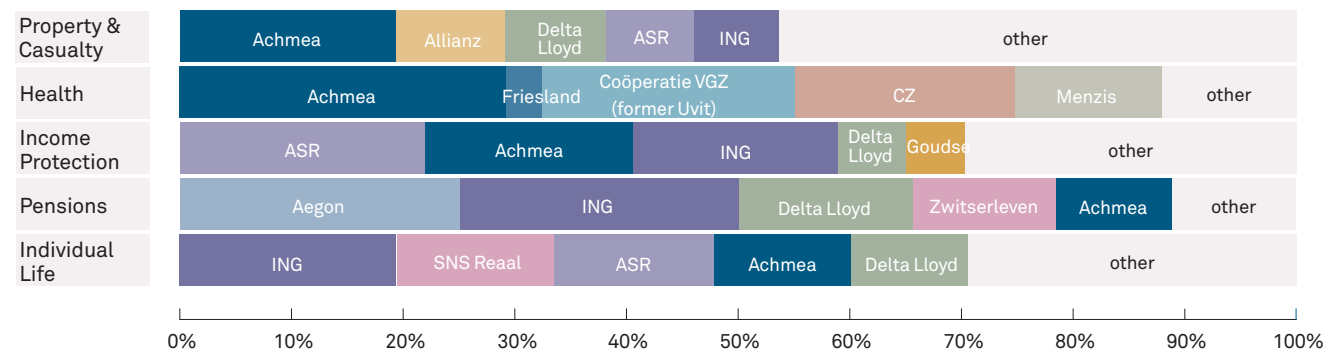 Property &
Casualty
Achmea
Allianz
Delta
Lloyd
ASR
ING
other
Health
Achmea
Friesland
Coöperatie VGZ
(former Uvit)
CZ
Menzis
other
Income
Protection
ASR
Achmea
ING
Delta
Lloyd
Goudse
other
Pensions
Aegon
ING
Delta Lloyd
Zwitserleven
Achmea
other
Individual
Life
ING
SNS Reaal
ASR
Achmea
Delta Lloyd
other
0% 10% 20% 30% 40% 50% 60% 70% 80% 90% 100%